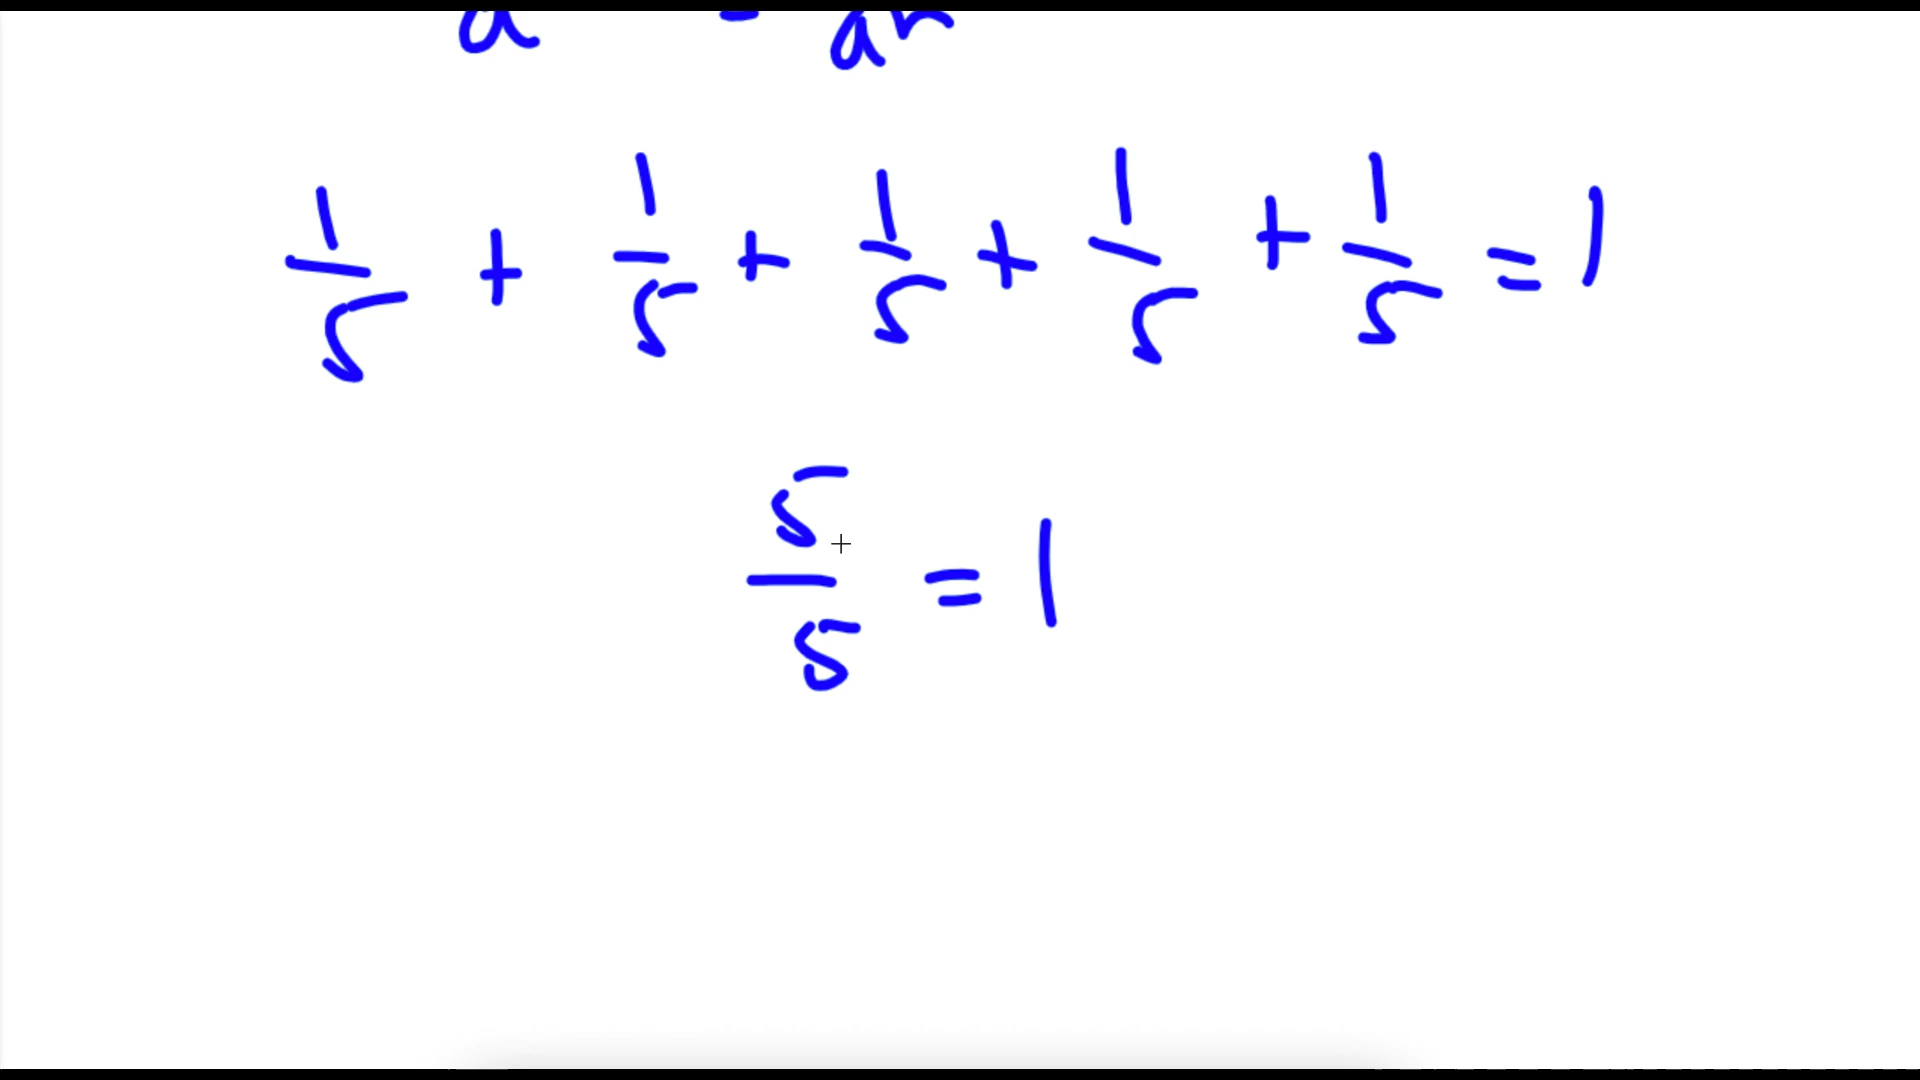 1/5 + 1/5 + 1/5 + 1/5 + 1/5 = 1
5/5 = 1